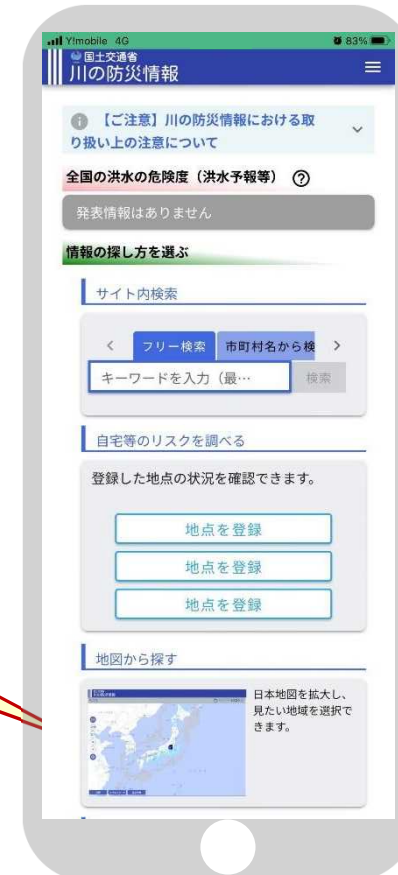 Y!mobile 4G 83%
国土交通省
川の防災情報
【ご注意】川の防災情報における取
り扱い上の注意について
全国の洪水の危険度（洪水予報等）
発表情報はありません
情報の探し方を選ぶ
サイト内検索
フリー検索 市町村名から検
キーワードを入力（最… 検索
自宅等のリスクを調べる
登録した地点の状況を確認できます。
地点を登録
地点を登録
地点を登録
地図から探す
日本地図を拡大し、
見たい地域を選択で
きます。